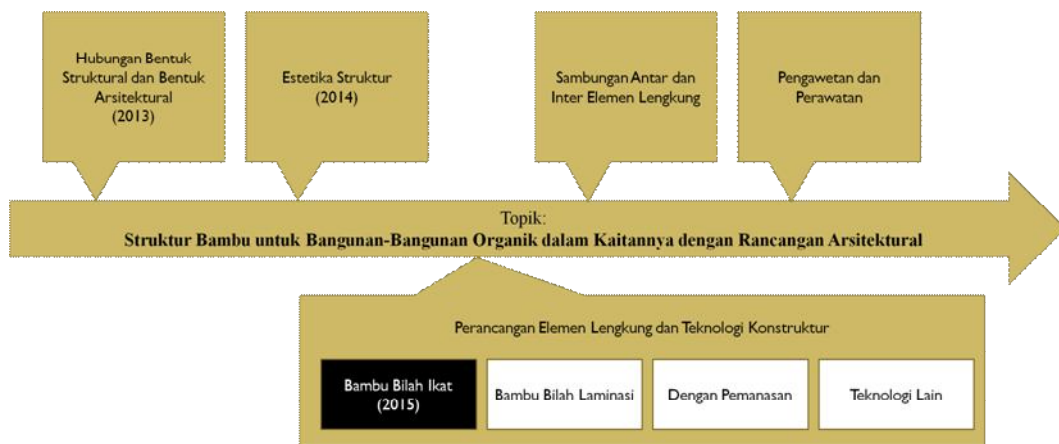 Hubungan Bentuk
Struktural dan Bentuk
Arsitektural
(2013)
Estetika Struktur
(2014)
Sambungan Antar dan
Inter Elemen Lengkung
Pengawetan dan
Perawatan
Topik:
Struktur Bambu untuk Bangunan-Bangunan Organik dalam Kaitannya dengan Rancangan Arsitektural
Perancangan Elemen Lengkung dan Teknologi Konstruktur
Bambu Bilah Ikat
(2015)
Bambu Bilah Laminasi
Dengan Pemanasan
Teknologi Lain